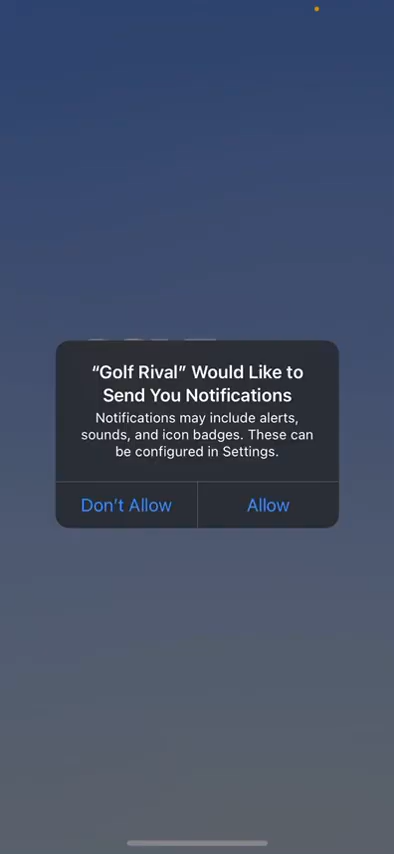 “Golf Rival” Would Like to
Send You Notifications
Notifications may include alerts,
sounds, and icon badges. These can
be configured in Settings.
Don’t Allow
Allow